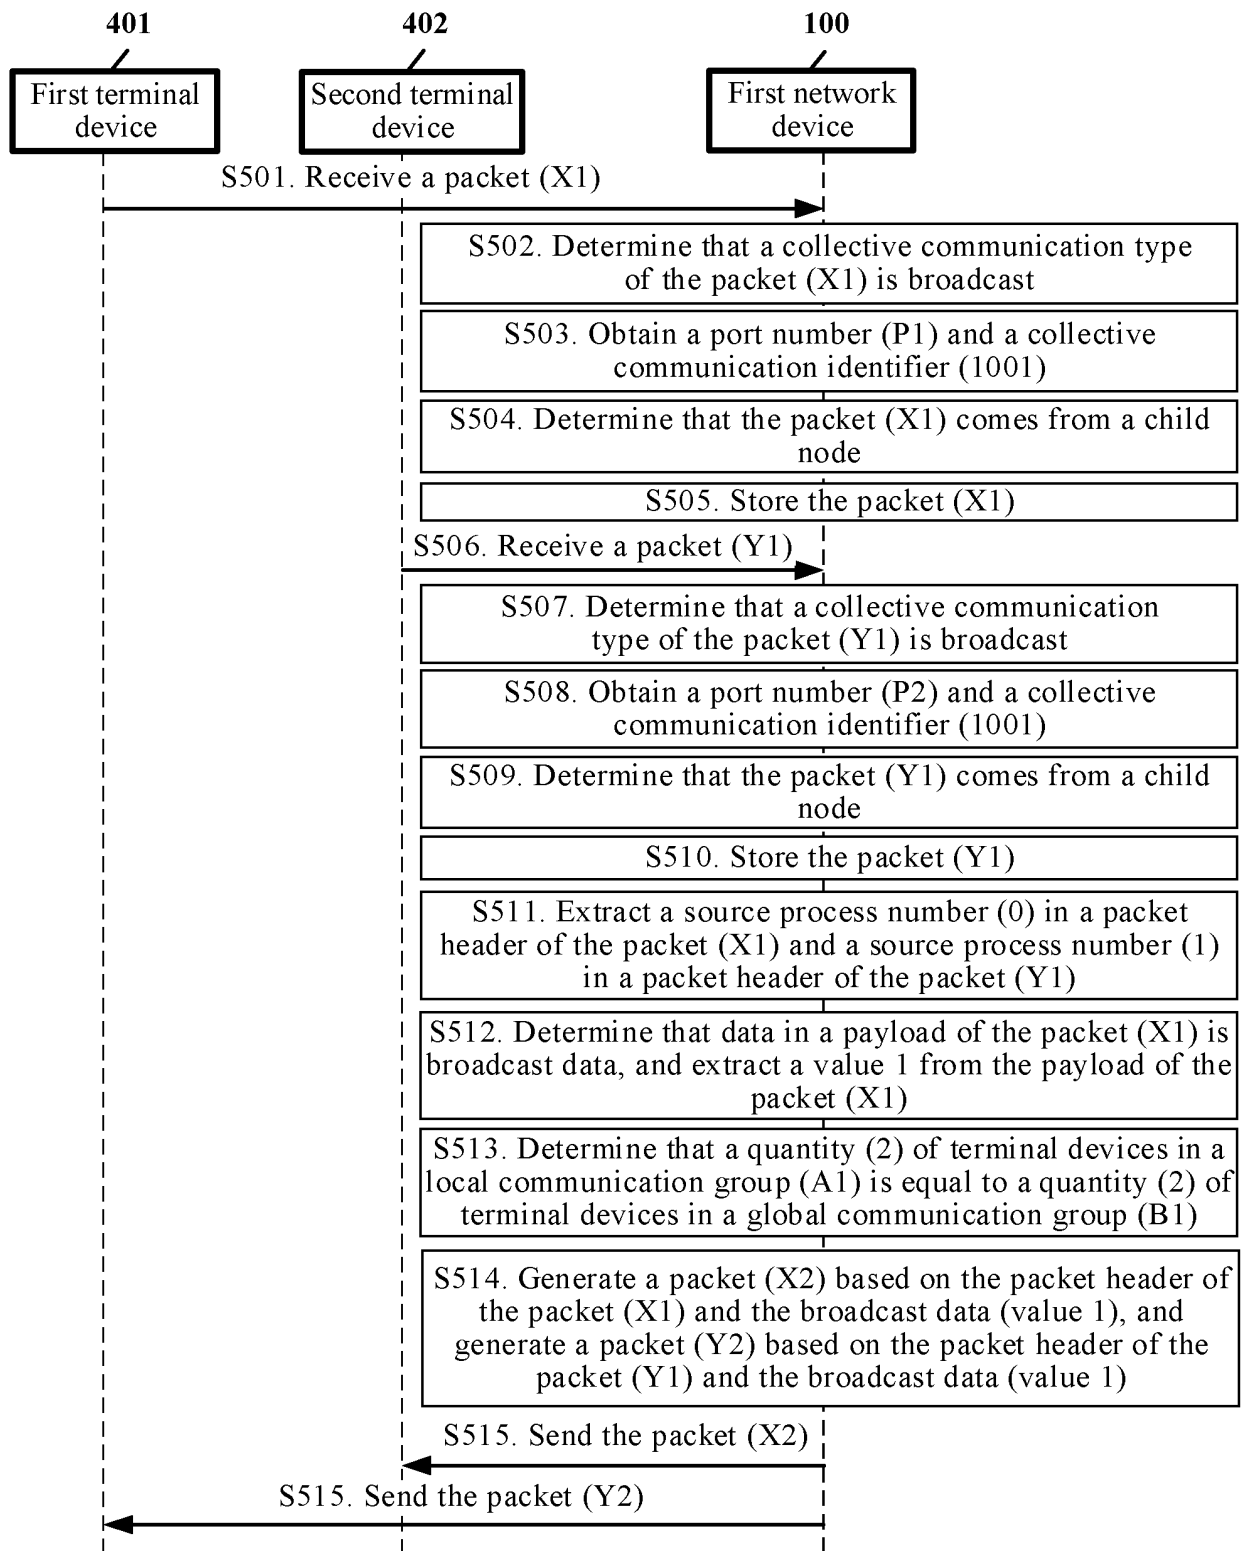 401
402
100
First terminal
device
Second terminal
device
First network
device
S501. Receive a packet (X1)
S502. Determine that a collective communication type
of the packet (X1) is broadcast
S503. Obtain a port number (P1) and a collective
communication identifier (1001)
S504. Determine that the packet (X1) comes from a child
node
S505. Store the packet (X1)
S506. Receive a packet (Y1)
S507. Determine that a collective communication
type of the packet (Y1) is broadcast
S508. Obtain a port number (P2) and a collective
communication identifier (1001)
S509. Determine that the packet (Y1) comes from a child
node
S510. Store the packet (Y1)
S511. Extract a source process number (0) in a packet
header of the packet (X1) and a source process number (1)
in a packet header of the packet (Y1)
S512. Determine that data in a payload of the packet (X1) is
broadcast data, and extract a value 1 from the payload of the
packet (X1)
S513. Determine that a quantity (2) of terminal devices in a
local communication group (A1) is equal to a quantity (2) of
terminal devices in a global communication group (B1)
S514. Generate a packet (X2) based on the packet header of
the packet (X1) and the broadcast data (value 1), and
generate a packet (Y2) based on the packet header of the
packet (Y1) and the broadcast data (value 1)
S515. Send the packet (X2)
S515. Send the packet (Y2)